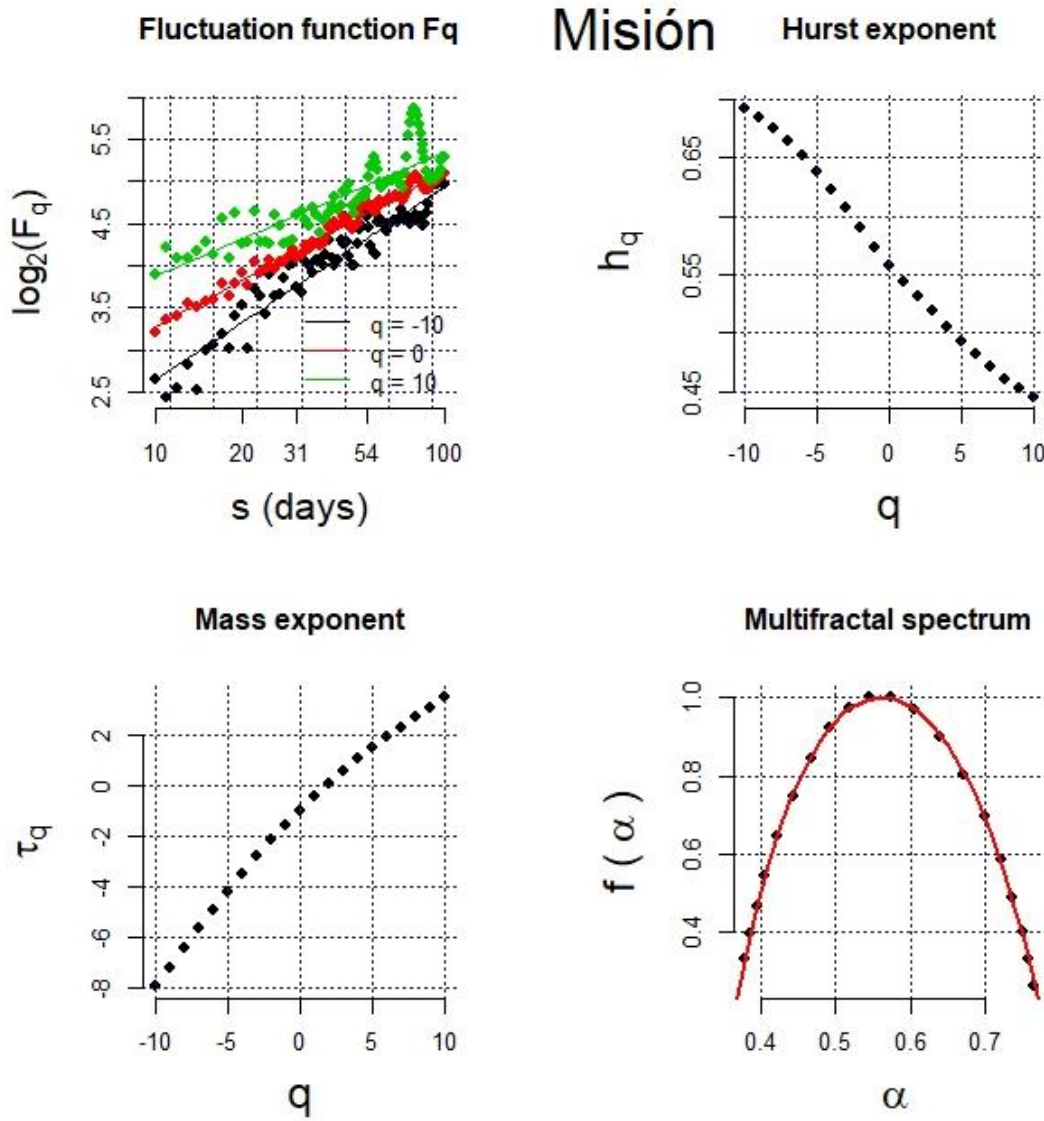 Misión
Fluctuation function Fq
log₂(F_q)
5.5
4.5
3.5
2.5
q = -10
q = 0
q = 10
10 20 31 54 100
s (days)
Hurst exponent
h_q
0.65
0.55
0.45
-10 -5 0 5 10
q
Mass exponent
τ_q
2
0
-2
-4
-6
-8
-10 -5 0 5 10
q
Multifractal spectrum
f ( α )
1.0
0.8
0.6
0.4
0.4 0.5 0.6 0.7
α